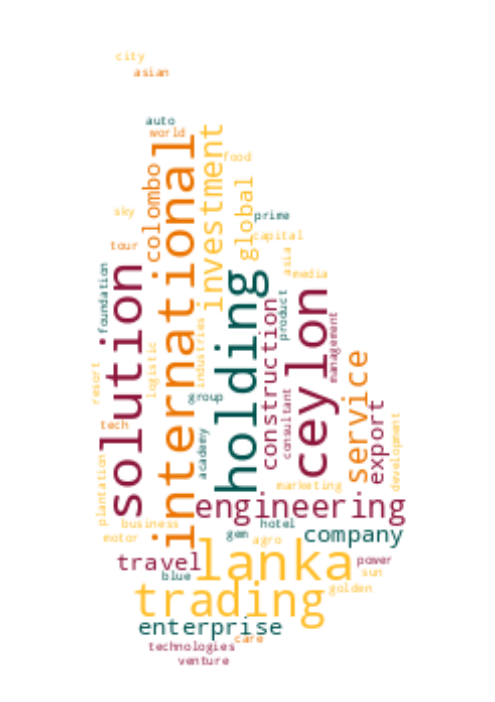 city
asian
auto
world
international
investment
food
colombo
global
sky
prime
tour
capital
asia
media
foundation
solution
holding
ceylon
product
construction
management
logistic
industries
service
resort
group
consultant
export
tech
academy
development
plantation
marketing
engineering
business
hotel
motor
gem
agro
company
travel
lanka
power
blue
sun
trading
golden
enterprise
care
technologies
venture